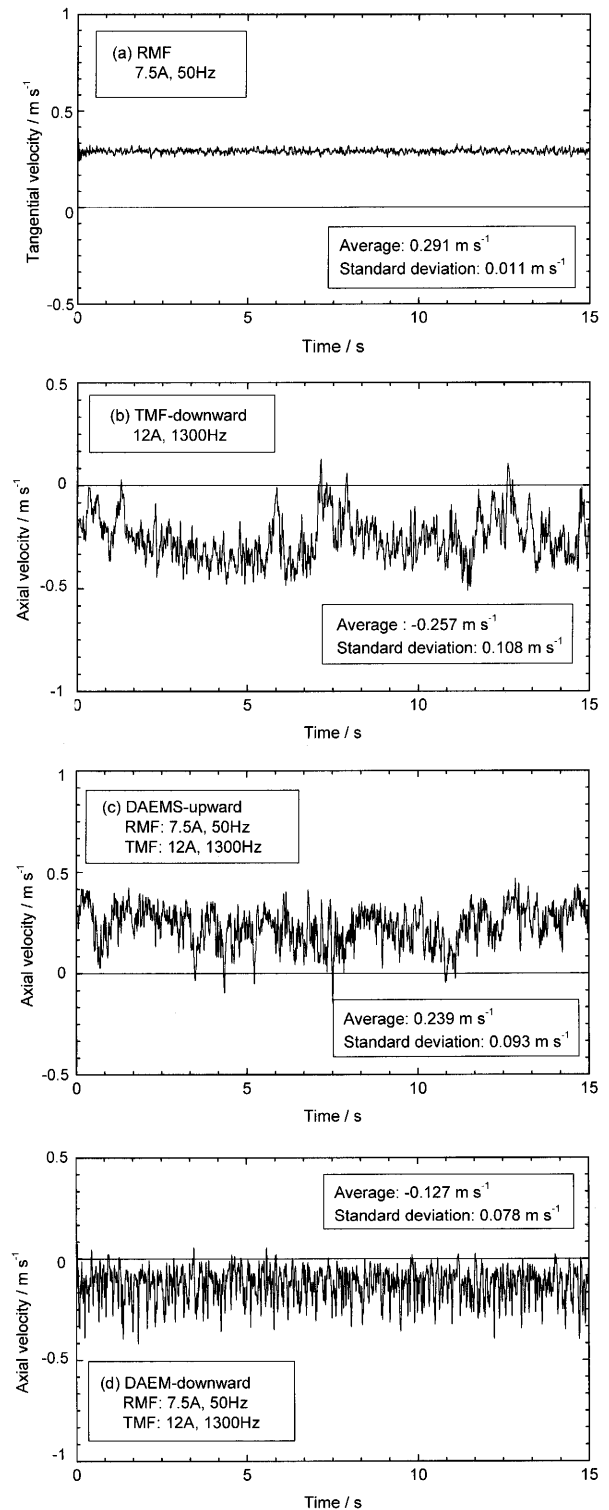 1
(a) RMF
7.5A, 50Hz
0.5
Tangential velocity / m s⁻¹
0
Average: 0.291 m s⁻¹
Standard deviation: 0.011 m s⁻¹
-0.5
0 5 10 15
Time / s
0.5
(b) TMF-downward
12A, 1300Hz
0
Axial velocity / m s⁻¹
-0.5
Average : -0.257 m s⁻¹
Standard deviation: 0.108 m s⁻¹
-1
0 5 10 15
Time / s
1
(c) DAEMS-upward
RMF: 7.5A, 50Hz
TMF: 12A, 1300Hz
0.5
Axial velocity / m s⁻¹
0
Average: 0.239 m s⁻¹
Standard deviation: 0.093 m s⁻¹
-0.5
0 5 10 15
Time / s
0.5
Average: -0.127 m s⁻¹
Standard deviation: 0.078 m s⁻¹
0
Axial velocity / m s⁻¹
-0.5
(d) DAEM-downward
RMF: 7.5A, 50Hz
TMF: 12A, 1300Hz
-1
0 5 10 15
Time / s